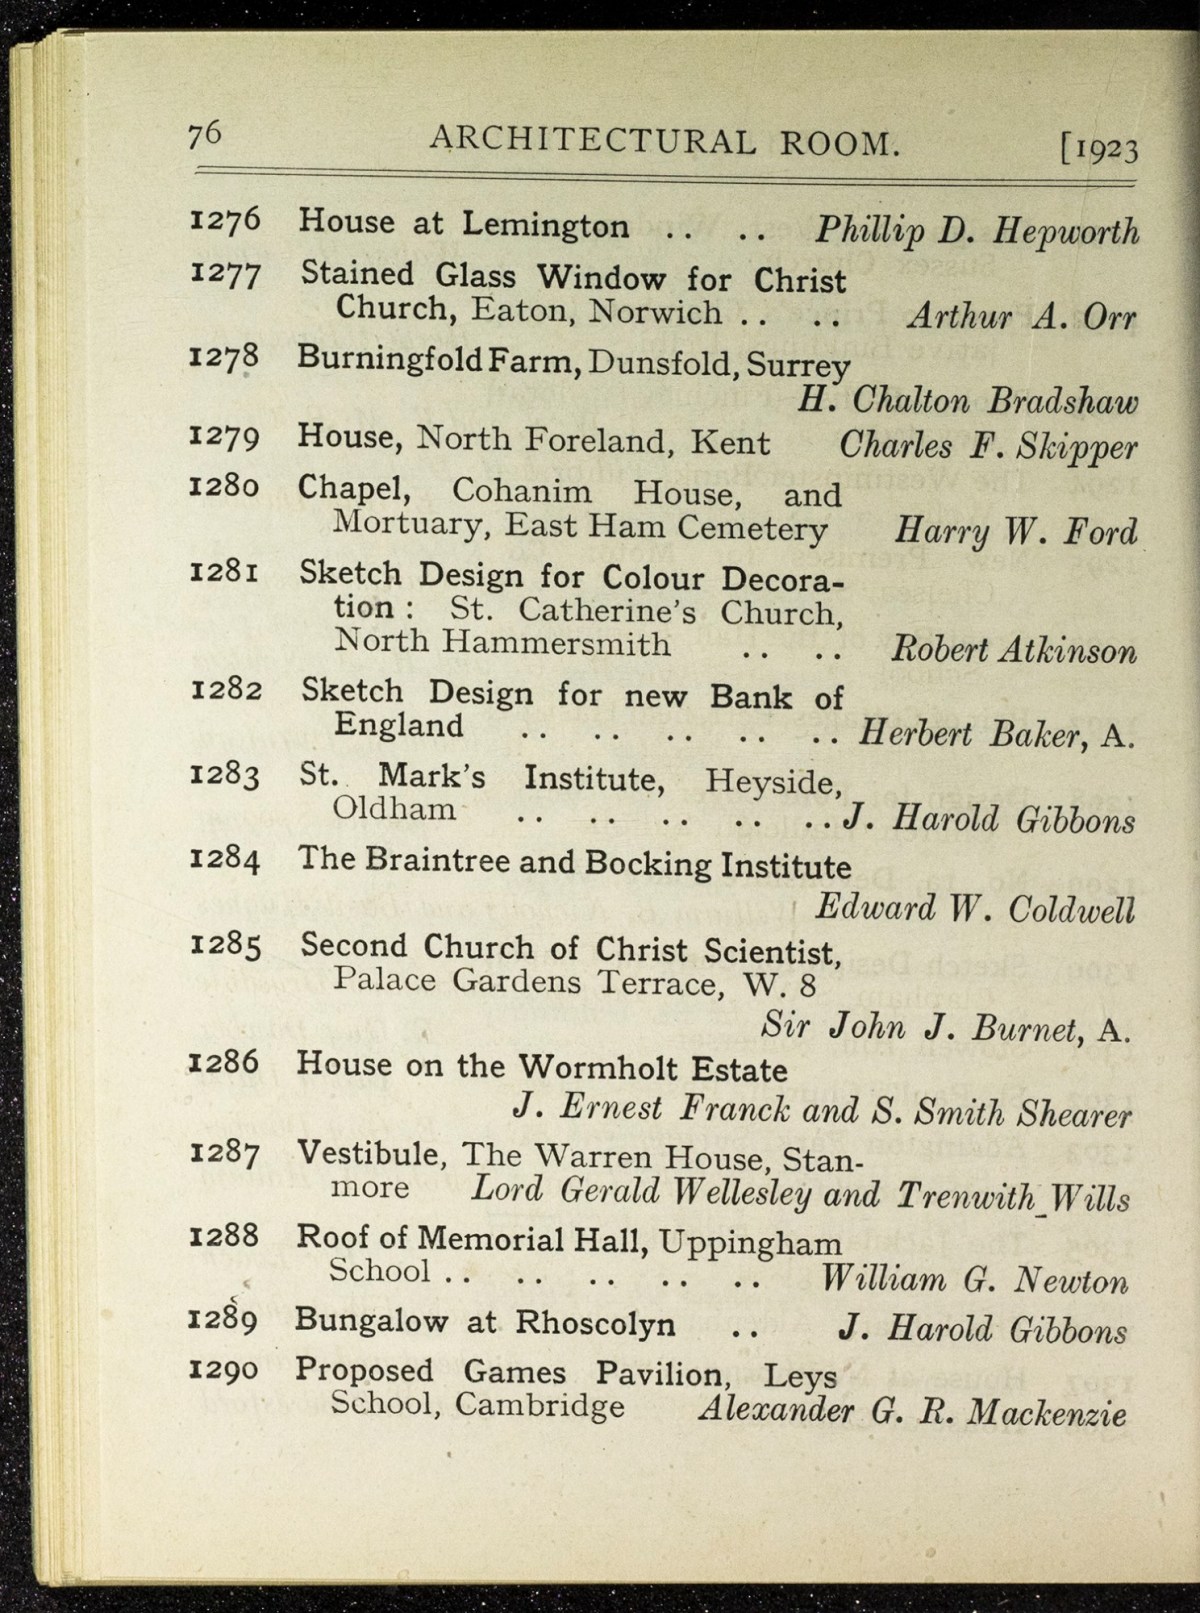 76 ARCHITECTURAL ROOM. [1923
1276 House at Lemington .. .. Phillip D. Hepworth
1277 Stained Glass Window for Christ
Church, Eaton, Norwich .. .. Arthur A. Orr
1278 Burningfold Farm, Dunsfold, Surrey
H. Chalton Bradshaw
1279 House, North Foreland, Kent Charles F. Skipper
1280 Chapel, Cohanim House, and
Mortuary, East Ham Cemetery Harry W. Ford
1281 Sketch Design for Colour Decora-
tion : St. Catherine's Church,
North Hammersmith .. .. Robert Atkinson
1282 Sketch Design for new Bank of
England .. .. .. .. .. Herbert Baker, A.
1283 St. Mark's Institute, Heyside,
Oldham .. .. .. .. .. J. Harold Gibbons
1284 The Braintree and Bocking Institute
Edward W. Coldwell
1285 Second Church of Christ Scientist,
Palace Gardens Terrace, W. 8
Sir John J. Burnet, A.
1286 House on the Wormholt Estate
J. Ernest Franck and S. Smith Shearer
1287 Vestibule, The Warren House, Stan-
more Lord Gerald Wellesley and Trenwith Wills
1288 Roof of Memorial Hall, Uppingham
School .. .. .. .. .. William G. Newton
1289 Bungalow at Rhoscolyn .. J. Harold Gibbons
1290 Proposed Games Pavilion, Leys
School, Cambridge Alexander G. R. Mackenzie